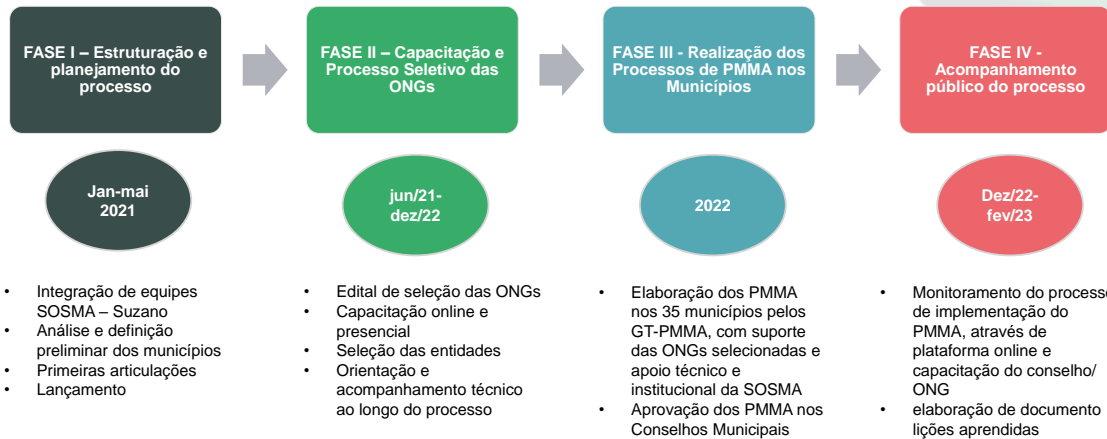 FASE I – Estruturação e
planejamento do
processo
Jan-mai
2021
• Integração de equipes
SOSMA – Suzano
• Análise e definição
preliminar dos municípios
• Primeiras articulações
• Lançamento
FASE II – Capacitação e
Processo Seletivo das
ONGs
jun/21-
dez/22
• Edital de seleção das ONGs
• Capacitação online e
presencial
• Seleção das entidades
• Orientação e
acompanhamento técnico
ao longo do processo
FASE III - Realização dos
Processos de PMMA nos
Municípios
2022
• Elaboração dos PMMA
nos 35 municípios pelos
GT-PMMA, com suporte
das ONGs selecionadas e
apoio técnico e
institucional da SOSMA
• Aprovação dos PMMA nos
Conselhos Municipais
FASE IV -
Acompanhamento
público do processo
Dez/22-
fev/23
• Monitoramento do processo
de implementação do
PMMA, através de
plataforma online e
capacitação do conselho/
ONG
• elaboração de documento
lições aprendidas